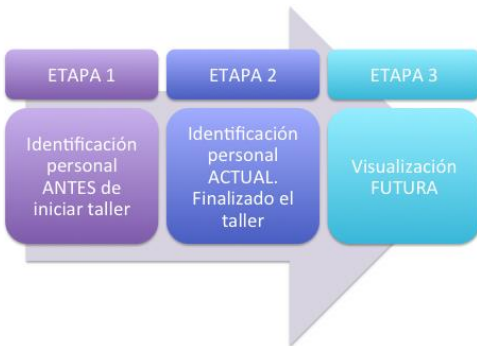 ETAPA 1
ETAPA 2
ETAPA 3
Identificación
personal
ANTES de
iniciar taller
Identificación
personal
ACTUAL.
Finalizado el
taller
Visualización
FUTURA